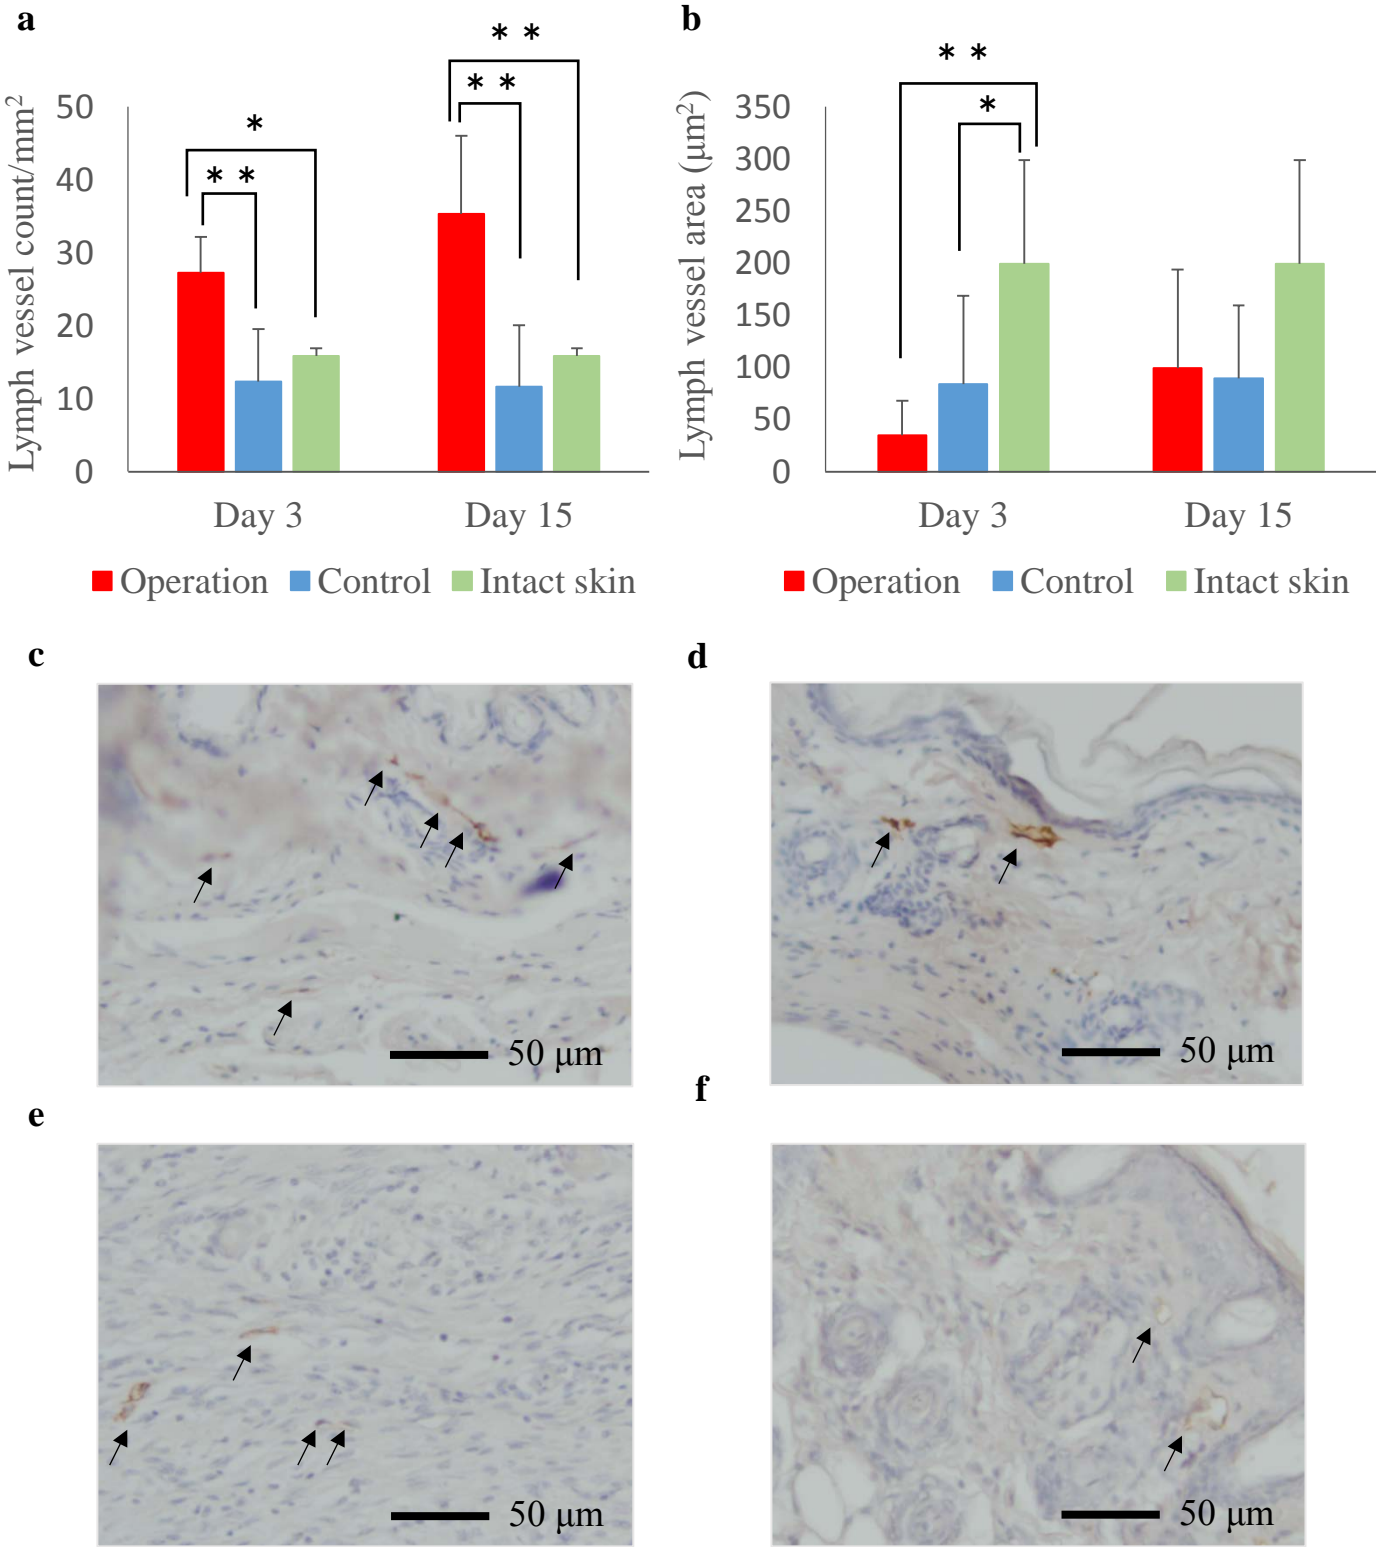 a
* *
* *
*
* *
Lymph vessel count/mm²
50
40
30
20
10
0
Day 3 Day 15
Operation Control Intact skin
b
* *
*
Lymph vessel area (μm²)
350
300
250
200
150
100
50
0
Day 3 Day 15
Operation Control Intact skin
c
50 μm
d
50 μm
e
50 μm
f
50 μm